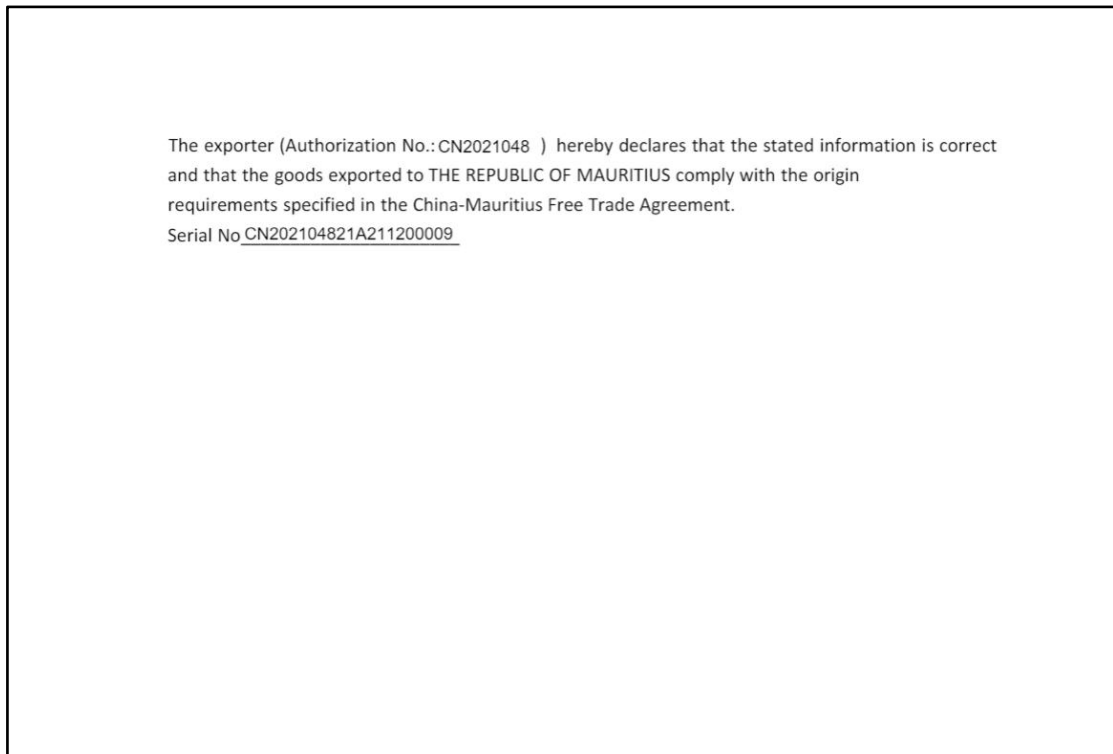 The exporter (Authorization No.: CN2021048 ) hereby declares that the stated information is correct
and that the goods exported to THE REPUBLIC OF MAURITIUS comply with the origin
requirements specified in the China-Mauritius Free Trade Agreement.
Serial No CN202104821A211200009